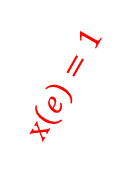 x(e) = 1